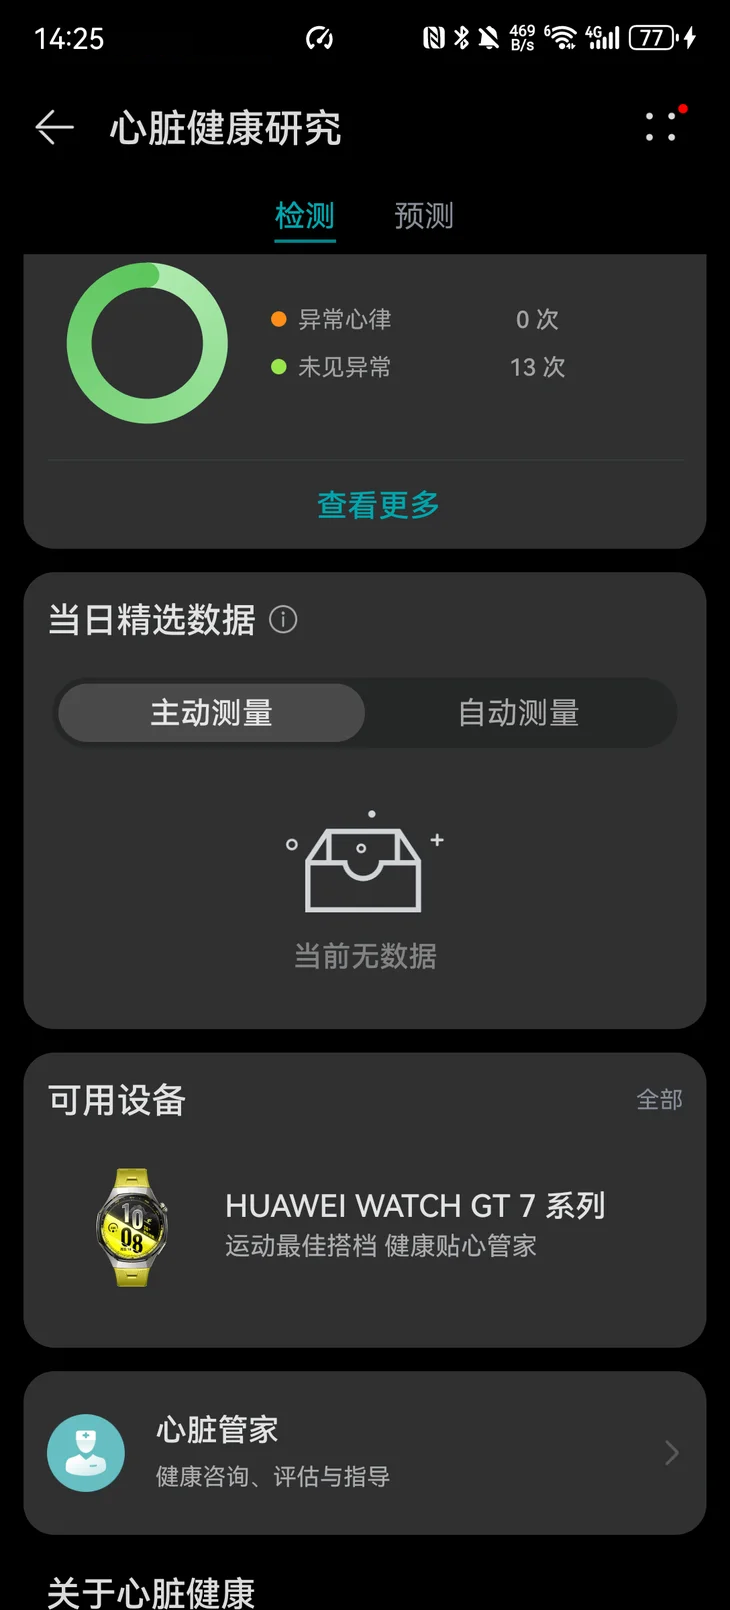 14:25
469 B/s 6 4G 77
心脏健康研究
检测 预测
异常心律 0 次
未见异常 13 次
查看更多
当日精选数据
主动测量 自动测量
当前无数据
可用设备 全部
HUAWEI WATCH GT 7 系列
运动最佳搭档 健康贴心管家
10
08
心脏管家
健康咨询、评估与指导
关于心脏健康